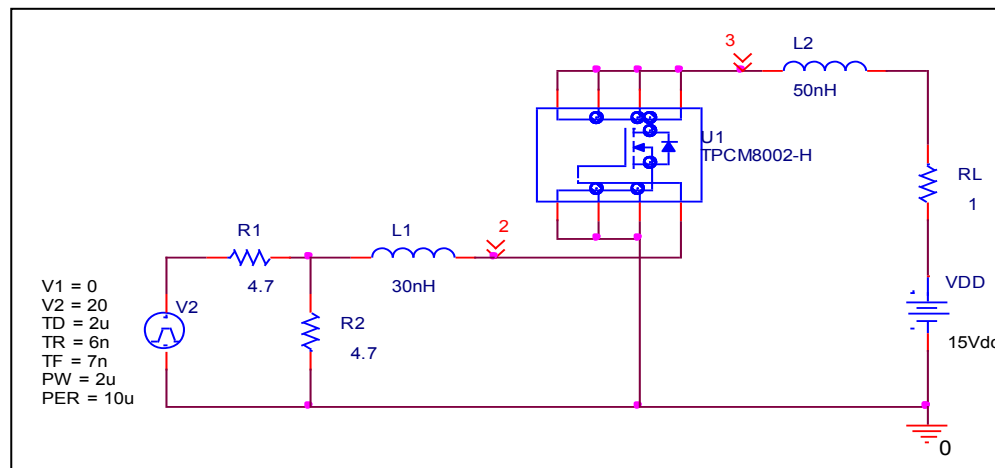 3
L2
50nH
U1
TPCM8002-H
RL
1
2
R1
L1
4.7
30nH
V1 = 0
V2 = 20
TD = 2u
TR = 6n
TF = 7n
PW = 2u
PER = 10u
V2
R2
4.7
VDD
15Vdc
0